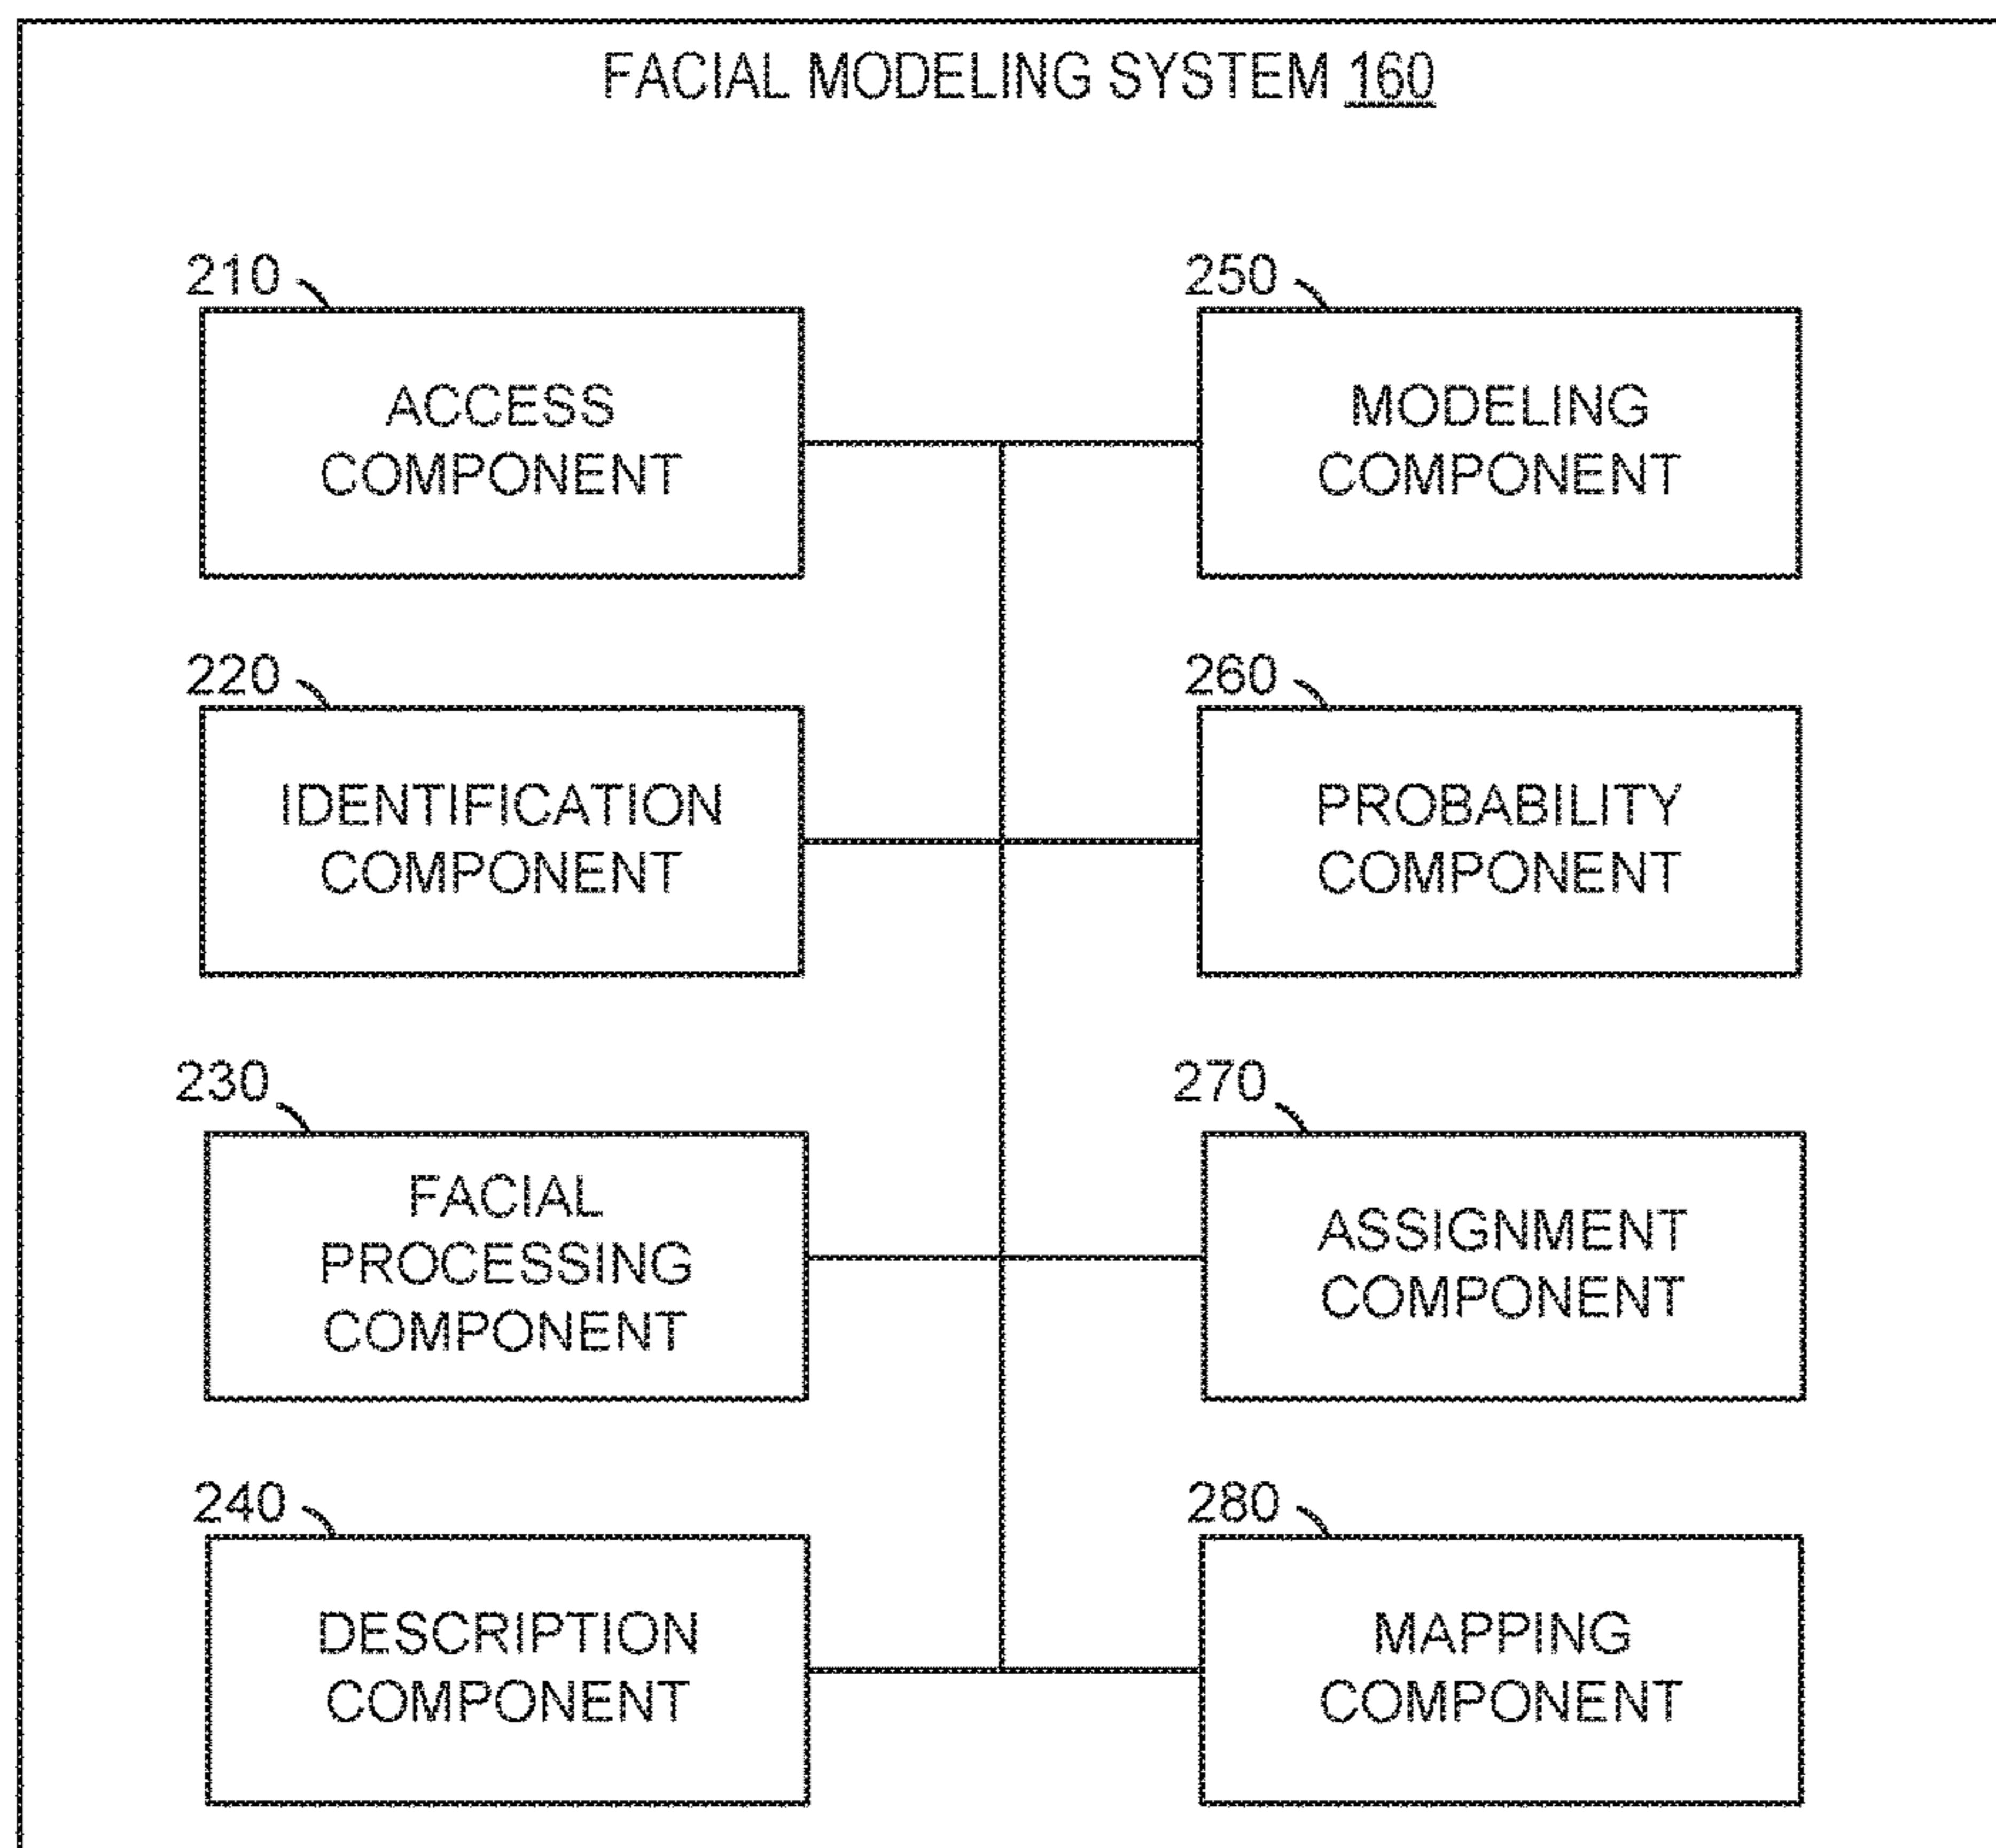 FACIAL MODELING SYSTEM 160
210
ACCESS
COMPONENT
250
MODELING
COMPONENT
220
IDENTIFICATION
COMPONENT
260
PROBABILITY
COMPONENT
230
FACIAL
PROCESSING
COMPONENT
270
ASSIGNMENT
COMPONENT
240
DESCRIPTION
COMPONENT
280
MAPPING
COMPONENT